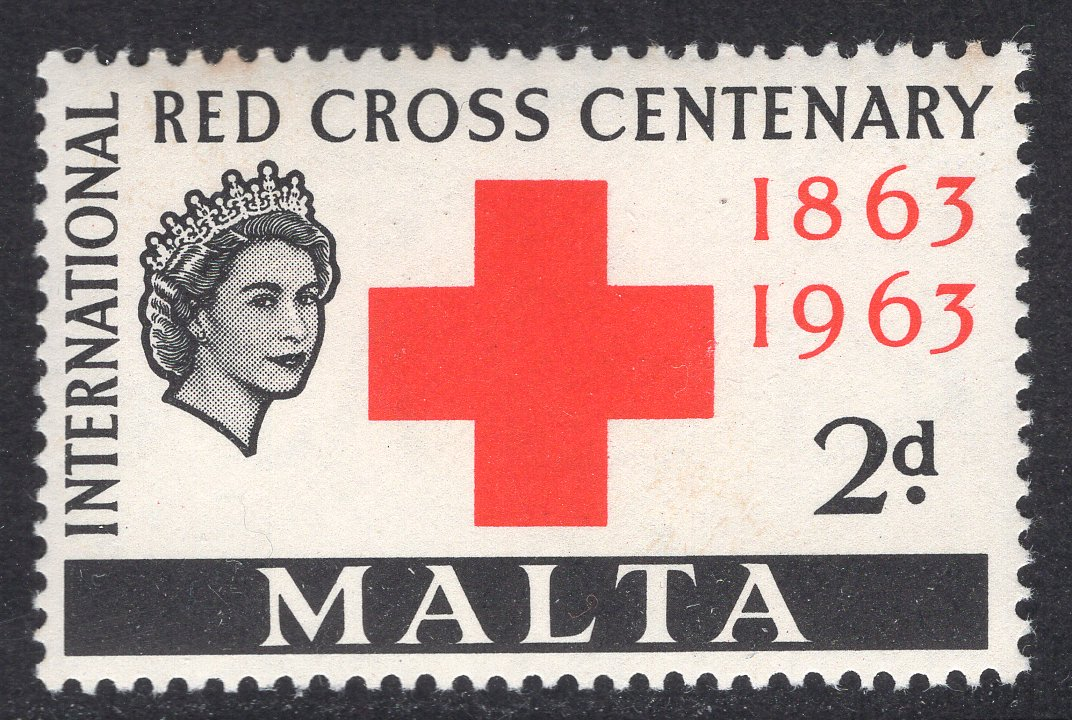 INTERNATIONAL
RED CROSS CENTENARY
1863
1963
2d.
MALTA